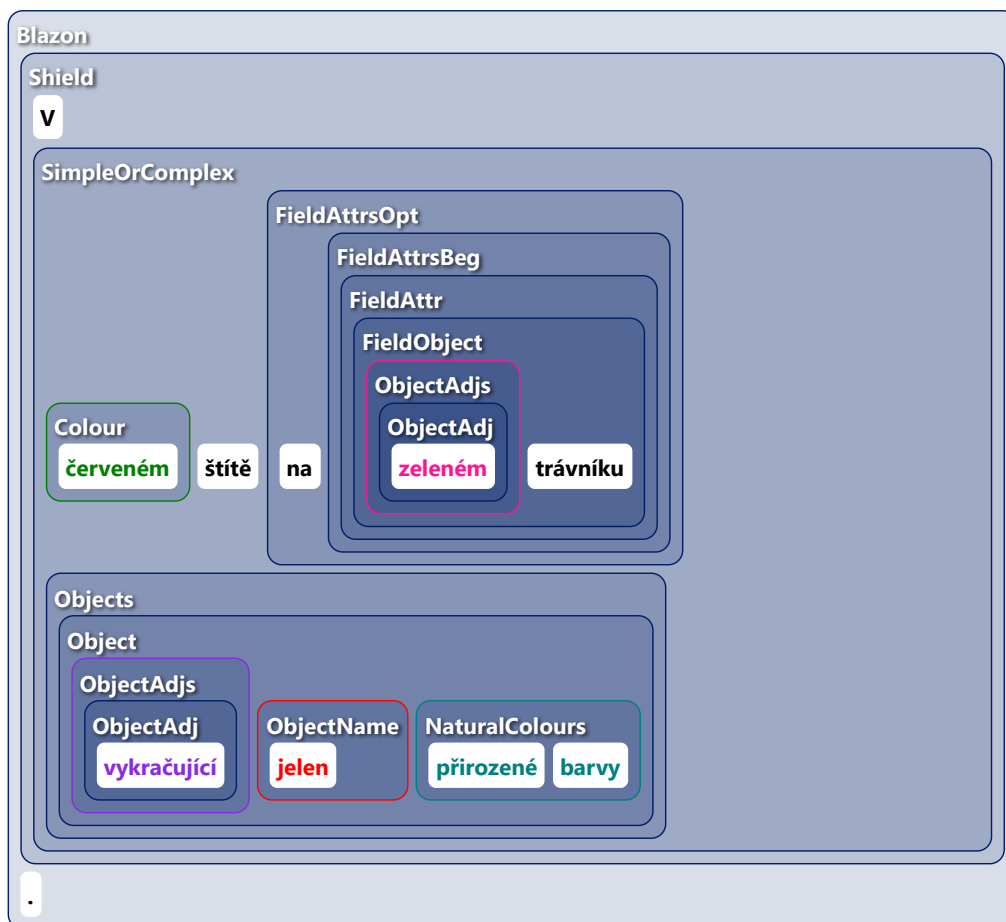 Blazon
Shield
V
SimpleOrComplex
FieldAttrsOpt
FieldAttrsBeg
FieldAttr
FieldObject
ObjectAdjs
Colour ObjectAdj
červeném štítě na zeleném trávníku
Objects
Object
ObjectAdjs
ObjectAdj ObjectName NaturalColours
vykračující jelen přirozené barvy
.